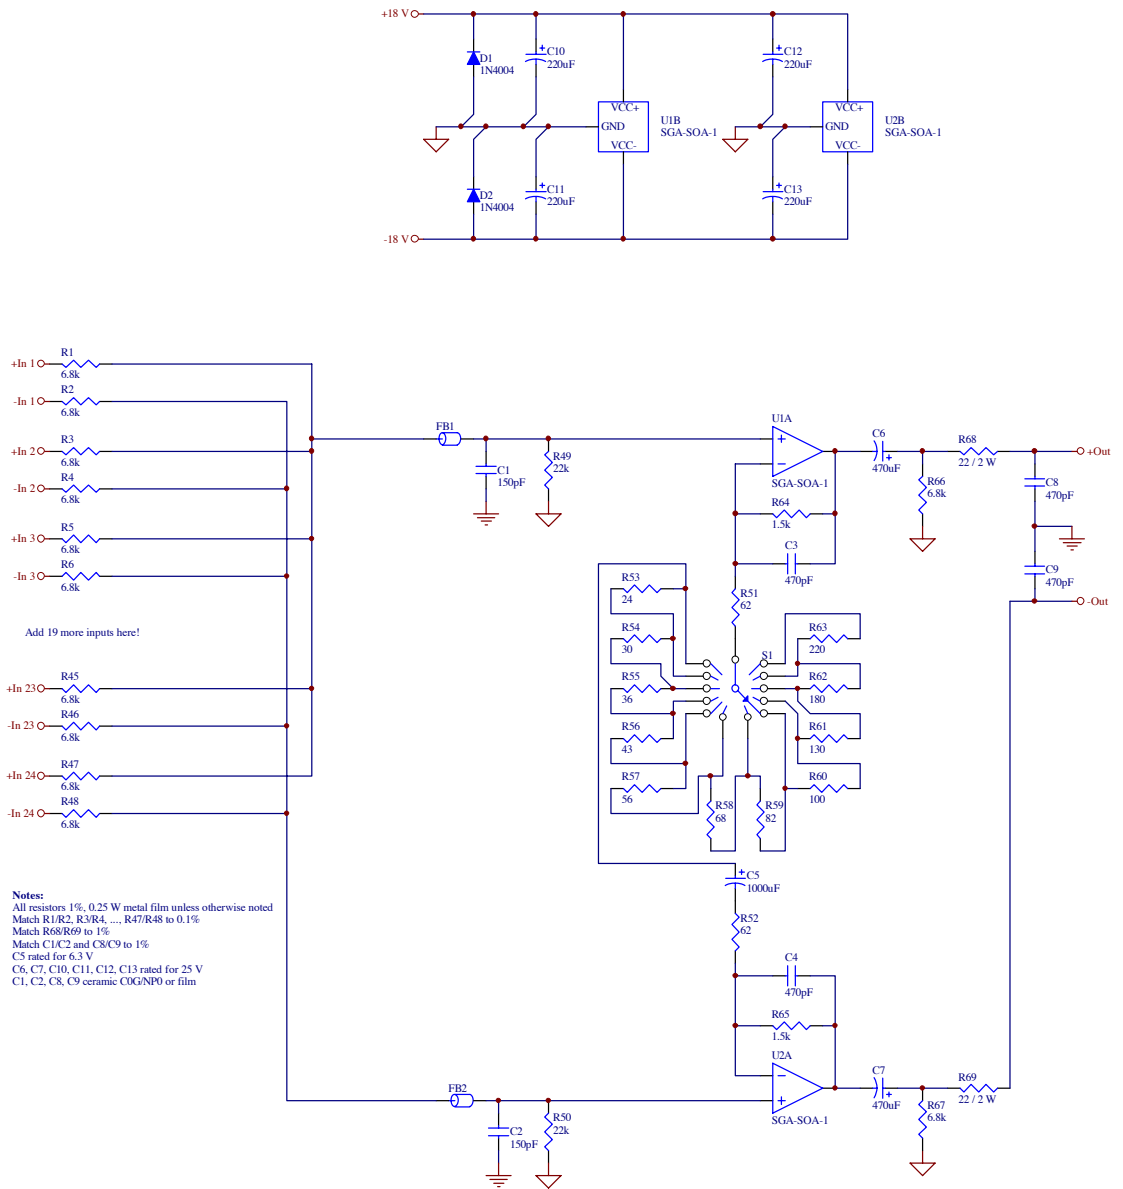 +18 V
D1
1N4004
C10
220uF
C12
220uF
VCC+
GND
VCC-
U1B
SGA-SOA-1
VCC+
GND
VCC-
U2B
SGA-SOA-1
D2
1N4004
C11
220uF
C13
220uF
-18 V
+In 1
R1
6.8k
-In 1
R2
6.8k
+In 2
R3
6.8k
-In 2
R4
6.8k
+In 3
R5
6.8k
-In 3
R6
6.8k
Add 19 more inputs here!
+In 23
R45
6.8k
-In 23
R46
6.8k
+In 24
R47
6.8k
-In 24
R48
6.8k
FB1
C1
150pF
R49
22k
U1A
SGA-SOA-1
R64
1.5k
C3
470pF
R51
62
C6
470uF
R66
6.8k
R68
22 / 2 W
+Out
C8
470pF
C9
470pF
-Out
R53
24
R54
30
R55
36
R56
43
R57
56
S1
R63
220
R62
180
R61
130
R60
100
R58
68
R59
82
C5
1000uF
R52
62
C4
470pF
R65
1.5k
U2A
SGA-SOA-1
C7
470uF
R67
6.8k
R69
22 / 2 W
FB2
C2
150pF
R50
22k
Notes:
All resistors 1%, 0.25 W metal film unless otherwise noted
Match R1/R2, R3/R4, ..., R47/R48 to 0.1%
Match R68/R69 to 1%
Match C1/C2 and C8/C9 to 1%
C5 rated for 6.3 V
C6, C7, C10, C11, C12, C13 rated for 25 V
C1, C2, C8, C9 ceramic C0G/NP0 or film